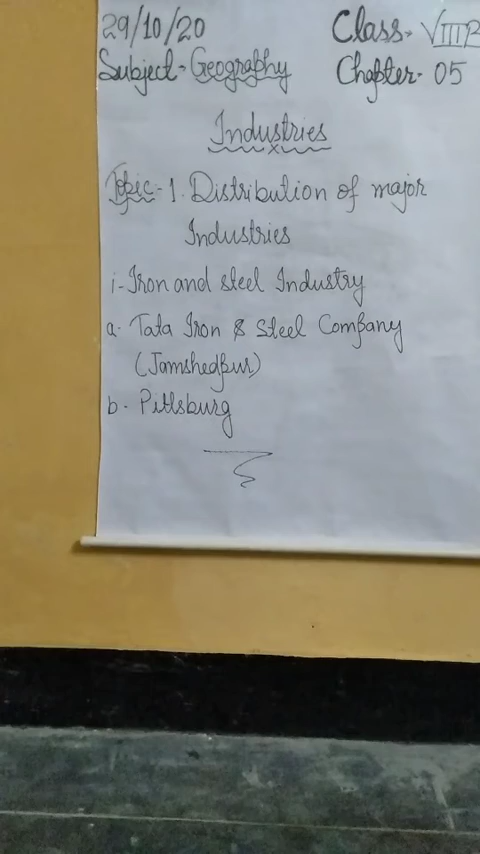 29/10/20 Class- VIII B
Subject- Geography Chapter- 05
Industries
Topic- 1. Distribution of major
Industries
i- Iron and steel Industry
a- Tata Iron & Steel Company
(Jamshedpur)
b- Pittsburg